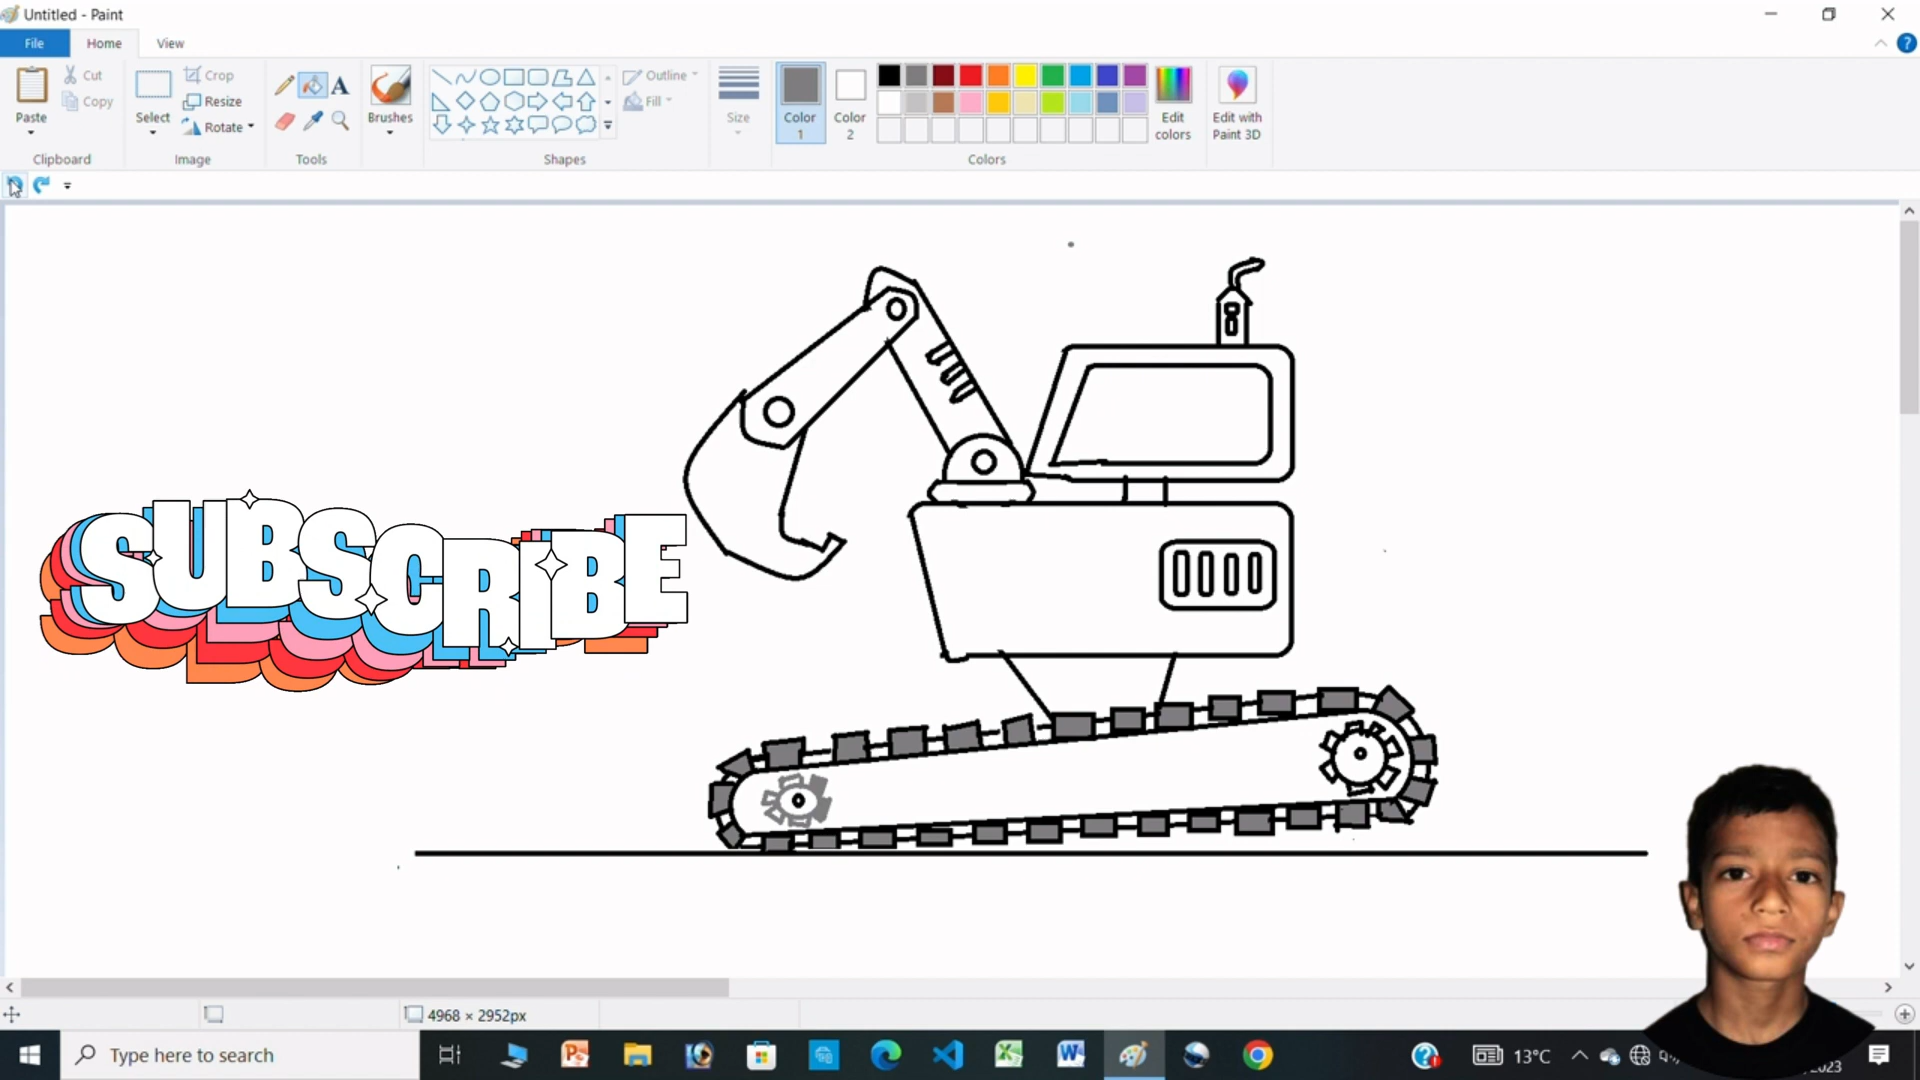 Untitled - Paint
File Home View
Paste
Cut
Copy
Clipboard
Select
Crop
Resize
Rotate
Image
A
Tools
Brushes
Outline
Fill
Shapes
Size
Color 1
Color 2
Edit colors
Edit with Paint 3D
Colors
SUBSCRIBE
4968 × 2952px
Type here to search
13°C